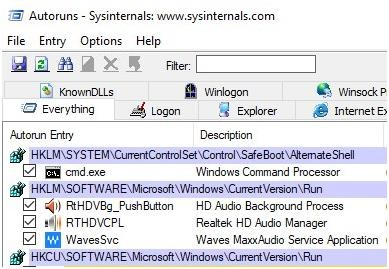 Autoruns - Sysinternals: www.sysinternals.com
File Entry Options Help
Filter:
KnownDLLs Winlogon Winsock Pr
Everything Logon Explorer Internet Ex
Autorun Entry Description
HKLM\SYSTEM\CurrentControlSet\Control\SafeBoot\AlternateShell
cmd.exe Windows Command Processor
HKLM\SOFTWARE\Microsoft\Windows\CurrentVersion\Run
RtHDVBg_PushButton HD Audio Background Process
RTHDVCPL Realtek HD Audio Manager
WavesSvc Waves MaxxAudio Service Application
HKCU\SOFTWARE\Microsoft\Windows\CurrentVersion\Run